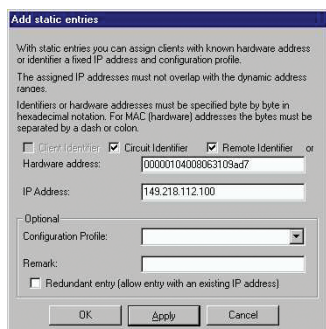 Add static entries
With static entries you can assign clients with known hardware address
or identifier a fixed IP address and configuration profile.
The assigned IP addresses must not overlap with the dynamic address
ranges.
Identifiers or hardware addresses must be specified byte by byte in
hexadecimal notation. For MAC (hardware) addresses the bytes must be
separated by a dash or colon.
Client Identifier Circuit Identifier Remote Identifier or
Hardware address: 00000104008063109ad7
IP Address: 149.218.112.100
Optional
Configuration Profile:
Remark:
Redundant entry (allow entry with an existing IP address)
OK Apply Cancel